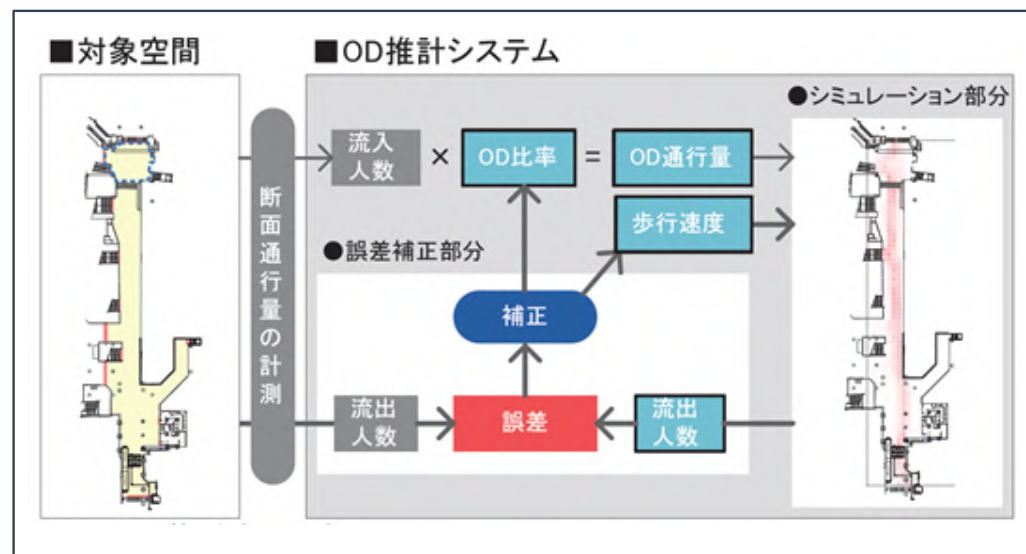 ■対象空間
■OD推計システム
●シミュレーション部分
断面通行量の計測
流入
人数
×
OD比率
=
OD通行量
歩行速度
●誤差補正部分
補正
流出
人数
誤差
流出
人数